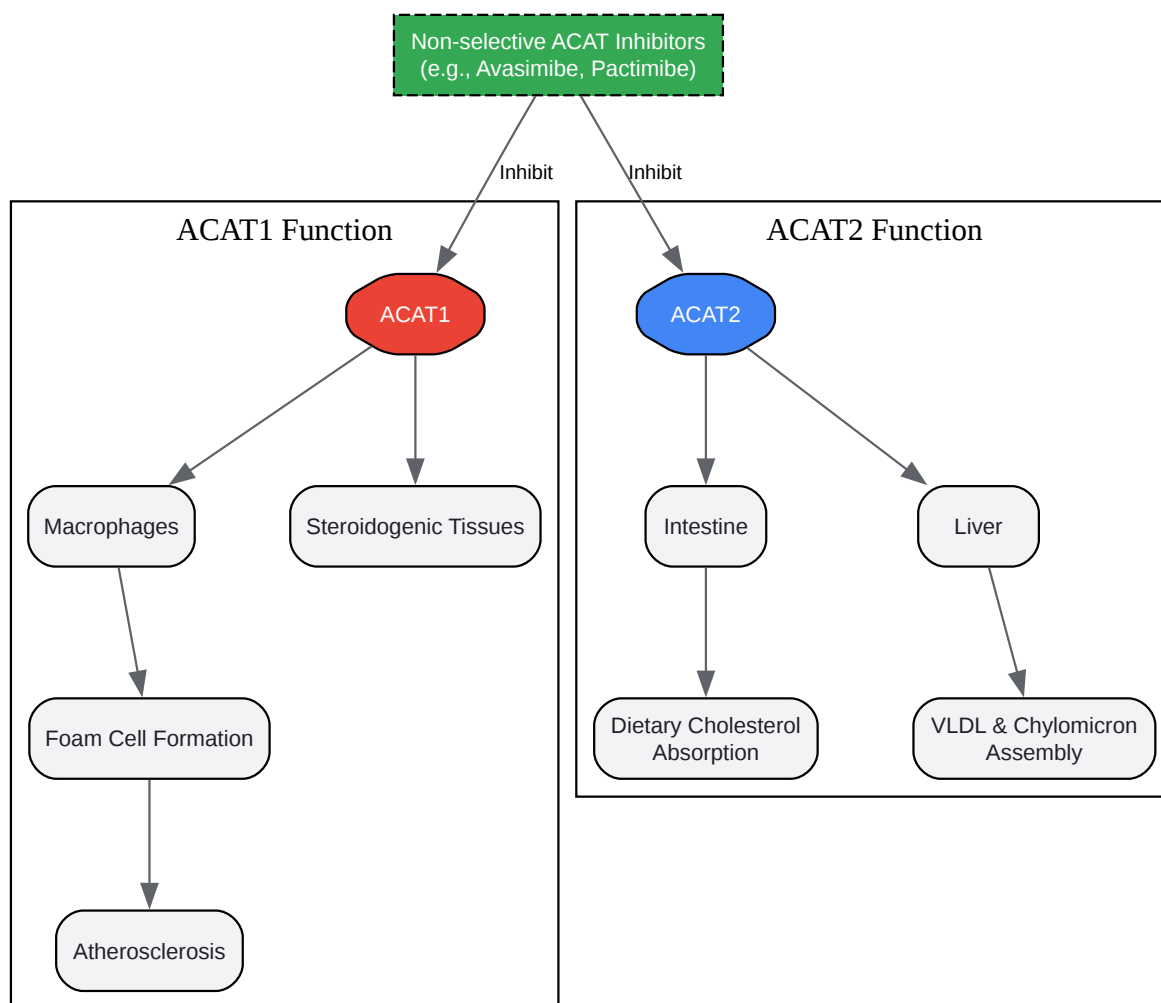 Non-selective ACAT Inhibitors
(e.g., Avasimibe, Pactimibe)
Inhibit
Inhibit
ACAT1 Function
ACAT2 Function
ACAT1
ACAT2
Macrophages
Steroidogenic Tissues
Intestine
Liver
Foam Cell Formation
Dietary Cholesterol
Absorption
VLDL & Chylomicron
Assembly
Atherosclerosis